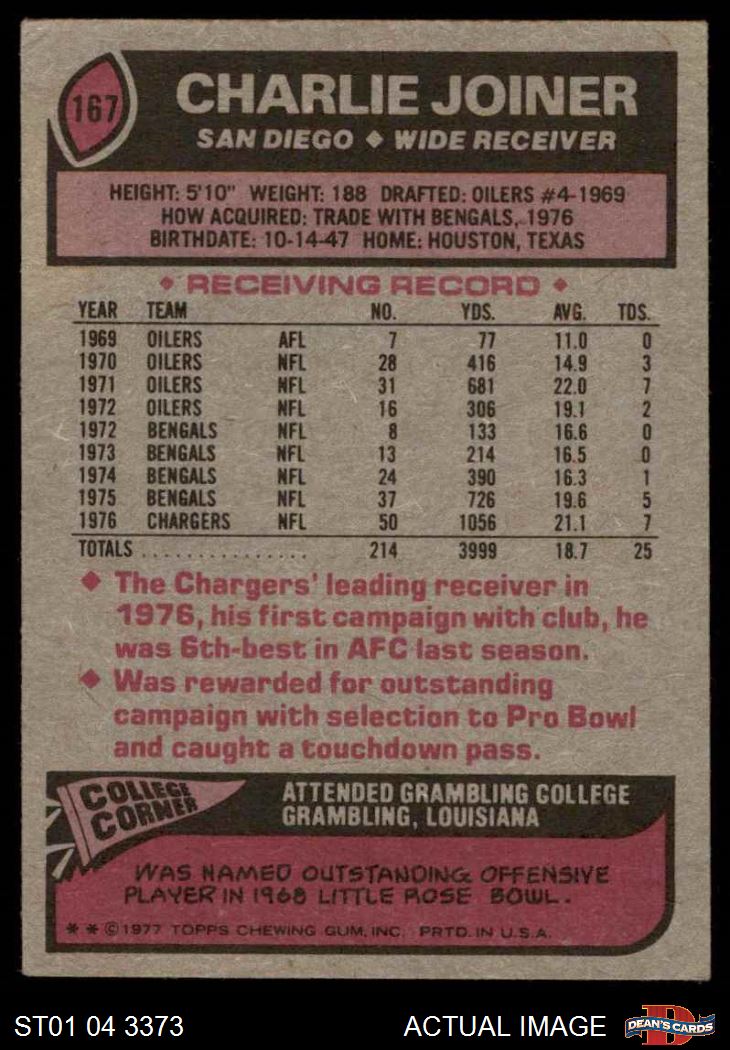 167
CHARLIE JOINER
SAN DIEGO ◆ WIDE RECEIVER
HEIGHT: 5'10" WEIGHT: 188 DRAFTED: OILERS #4-1969
HOW ACQUIRED: TRADE WITH BENGALS, 1976
BIRTHDATE: 10-14-47 HOME: HOUSTON, TEXAS
◆ RECEIVING RECORD ◆
YEAR TEAM NO. YDS. AVG. TDS.
1969 OILERS AFL 7 77 11.0 0
1970 OILERS NFL 28 416 14.9 3
1971 OILERS NFL 31 681 22.0 7
1972 OILERS NFL 16 306 19.1 2
1972 BENGALS NFL 8 133 16.6 0
1973 BENGALS NFL 13 214 16.5 0
1974 BENGALS NFL 24 390 16.3 1
1975 BENGALS NFL 37 726 19.6 5
1976 CHARGERS NFL 50 1056 21.1 7
TOTALS . . . . . . . . . . . . . . . 214 3999 18.7 25
◆ The Chargers' leading receiver in
1976, his first campaign with club, he
was 6th-best in AFC last season.
◆ Was rewarded for outstanding
campaign with selection to Pro Bowl
and caught a touchdown pass.
COLLEGE
CORNER
ATTENDED GRAMBLING COLLEGE
GRAMBLING, LOUISIANA
WAS NAMED OUTSTANDING OFFENSIVE
PLAYER IN 1968 LITTLE ROSE BOWL.
* * © 1977 TOPPS CHEWING GUM, INC. PRTD. IN U.S.A.
ST01 04 3373
ACTUAL IMAGE
D
DEAN'S CARDS